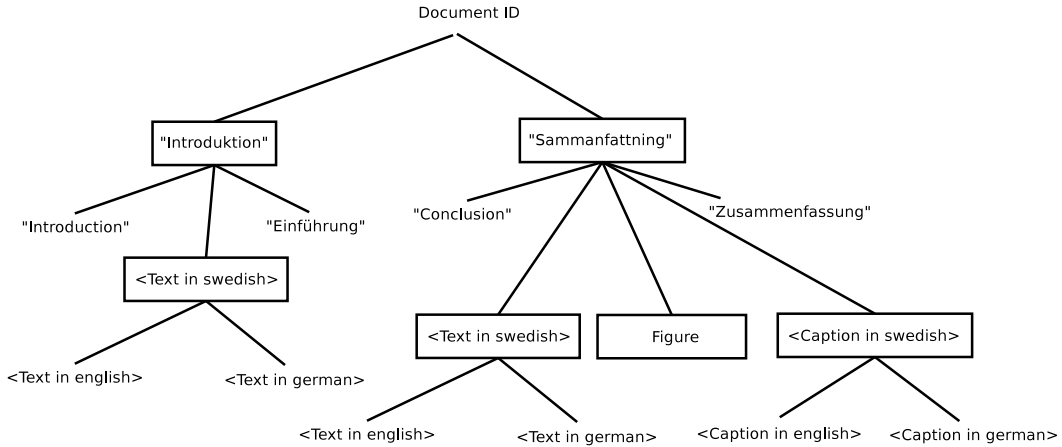 Document ID
"Introduktion"
"Sammanfattning"
"Introduction"
"Einführung"
"Conclusion"
"Zusammenfassung"
<Text in swedish>
<Text in swedish>
Figure
<Caption in swedish>
<Text in english>
<Text in german>
<Text in english>
<Text in german>
<Caption in english>
<Caption in german>